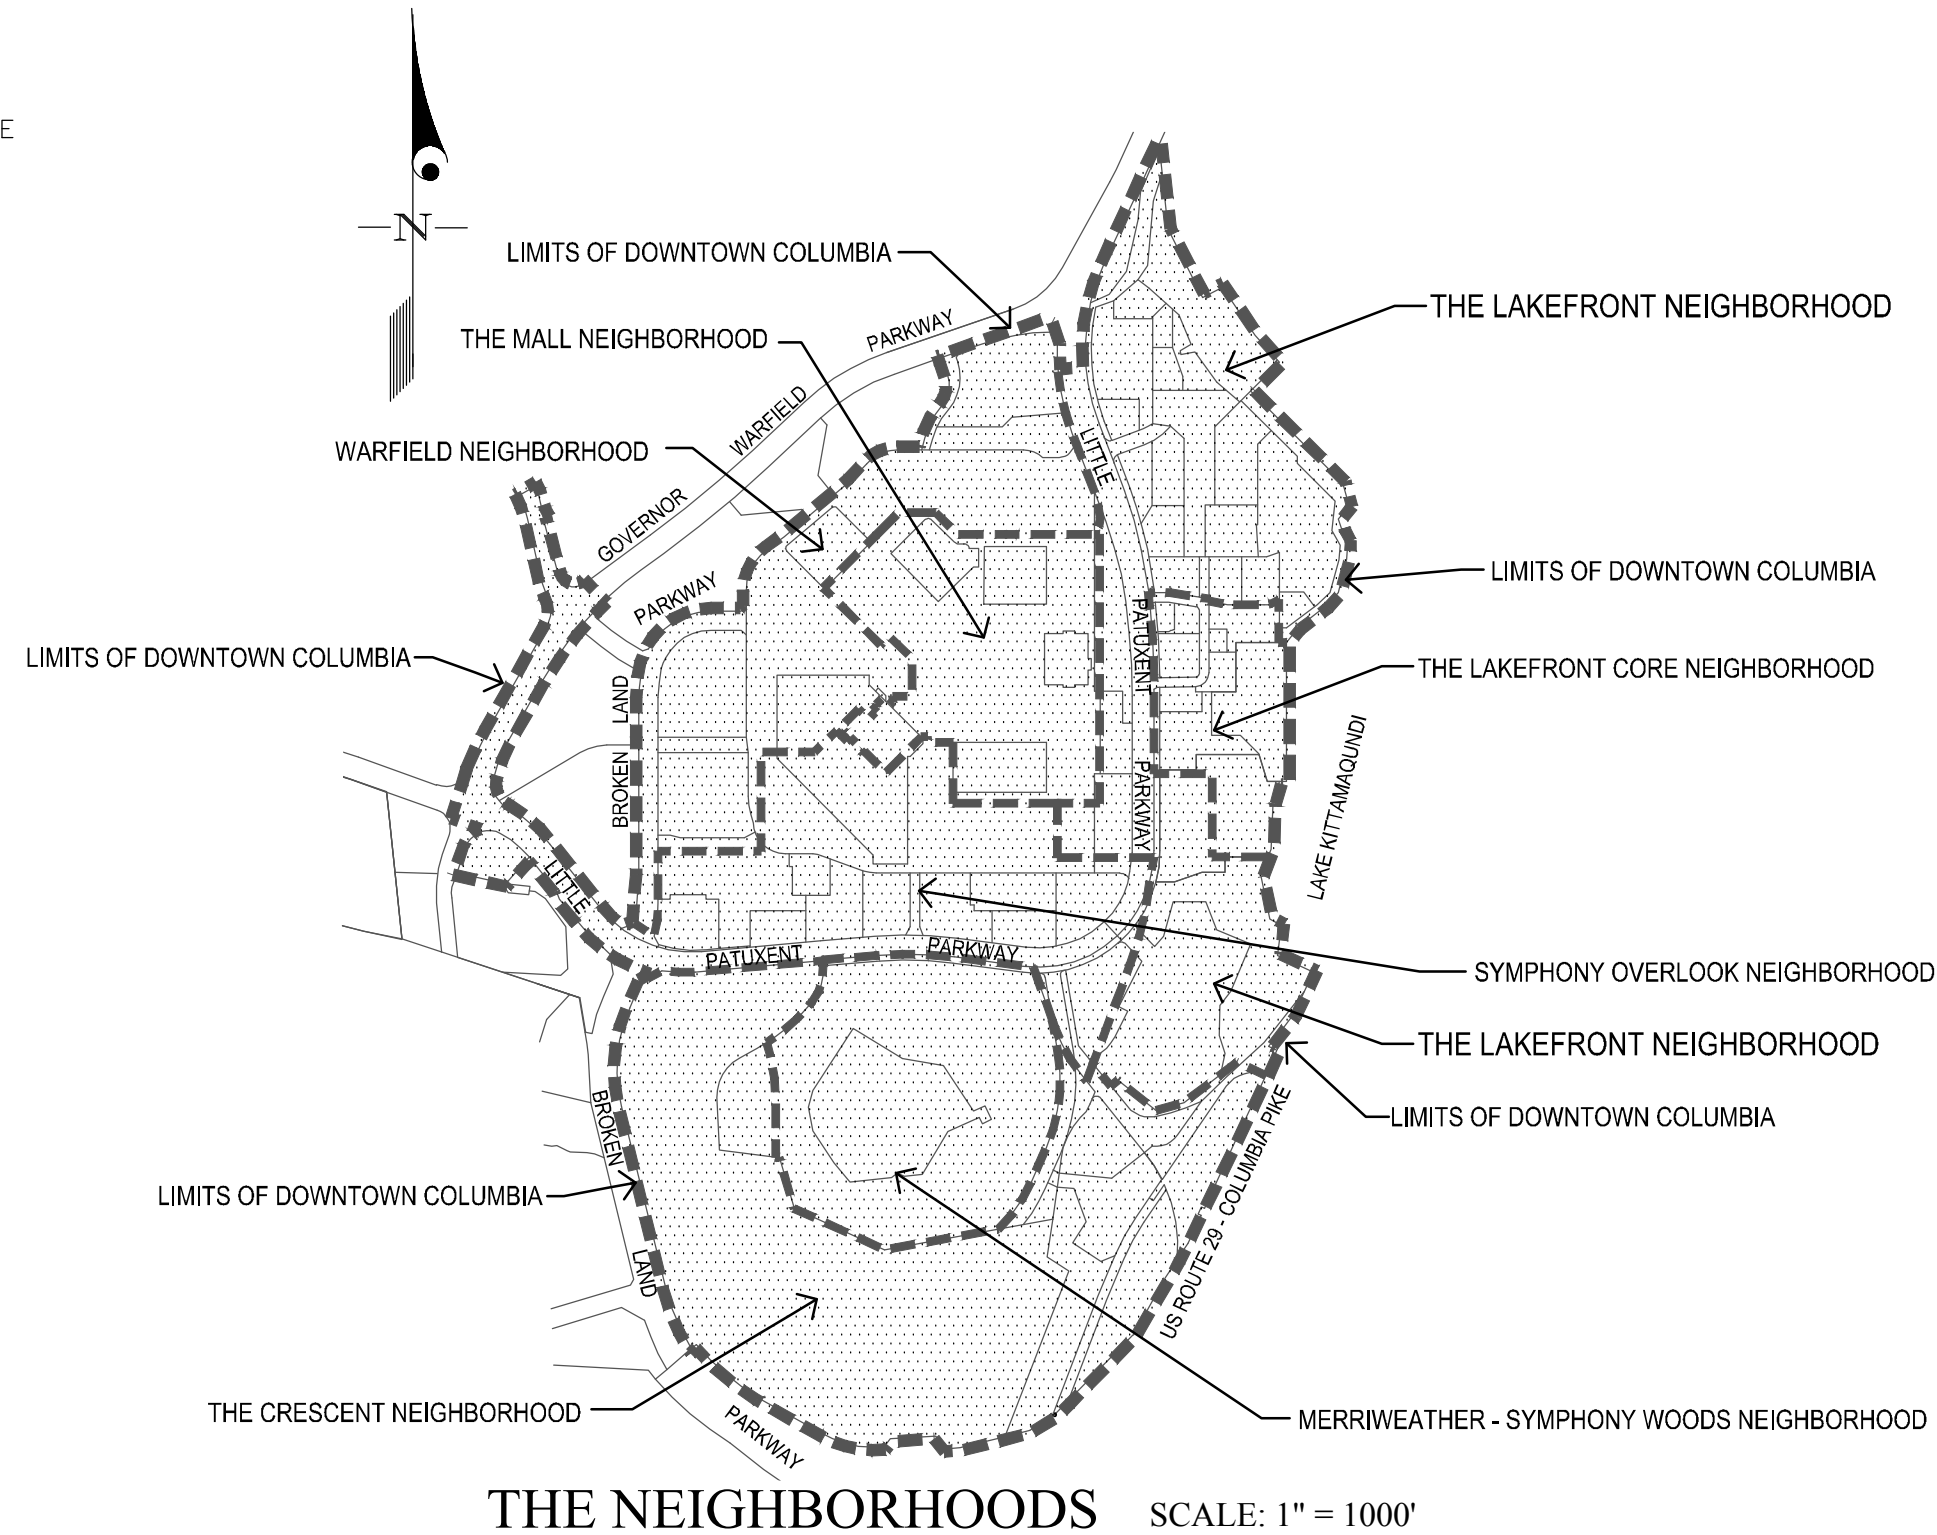 E
N
LIMITS OF DOWNTOWN COLUMBIA
THE LAKEFRONT NEIGHBORHOOD
THE MALL NEIGHBORHOOD
PARKWAY
WARFIELD
WARFIELD NEIGHBORHOOD
LITTLE
GOVERNOR
LIMITS OF DOWNTOWN COLUMBIA
PARKWAY
PATUXENT
LIMITS OF DOWNTOWN COLUMBIA
THE LAKEFRONT CORE NEIGHBORHOOD
LAND
BROKEN
PARKWAY
LAKE KITTAMAQUNDI
LITTLE
PATUXENT
PARKWAY
SYMPHONY OVERLOOK NEIGHBORHOOD
THE LAKEFRONT NEIGHBORHOOD
LIMITS OF DOWNTOWN COLUMBIA
BROKEN
LIMITS OF DOWNTOWN COLUMBIA
US ROUTE 29 - COLUMBIA PIKE
LAND
THE CRESCENT NEIGHBORHOOD
PARKWAY
MERRIWEATHER - SYMPHONY WOODS NEIGHBORHOOD
THE NEIGHBORHOODS SCALE: 1" = 1000'